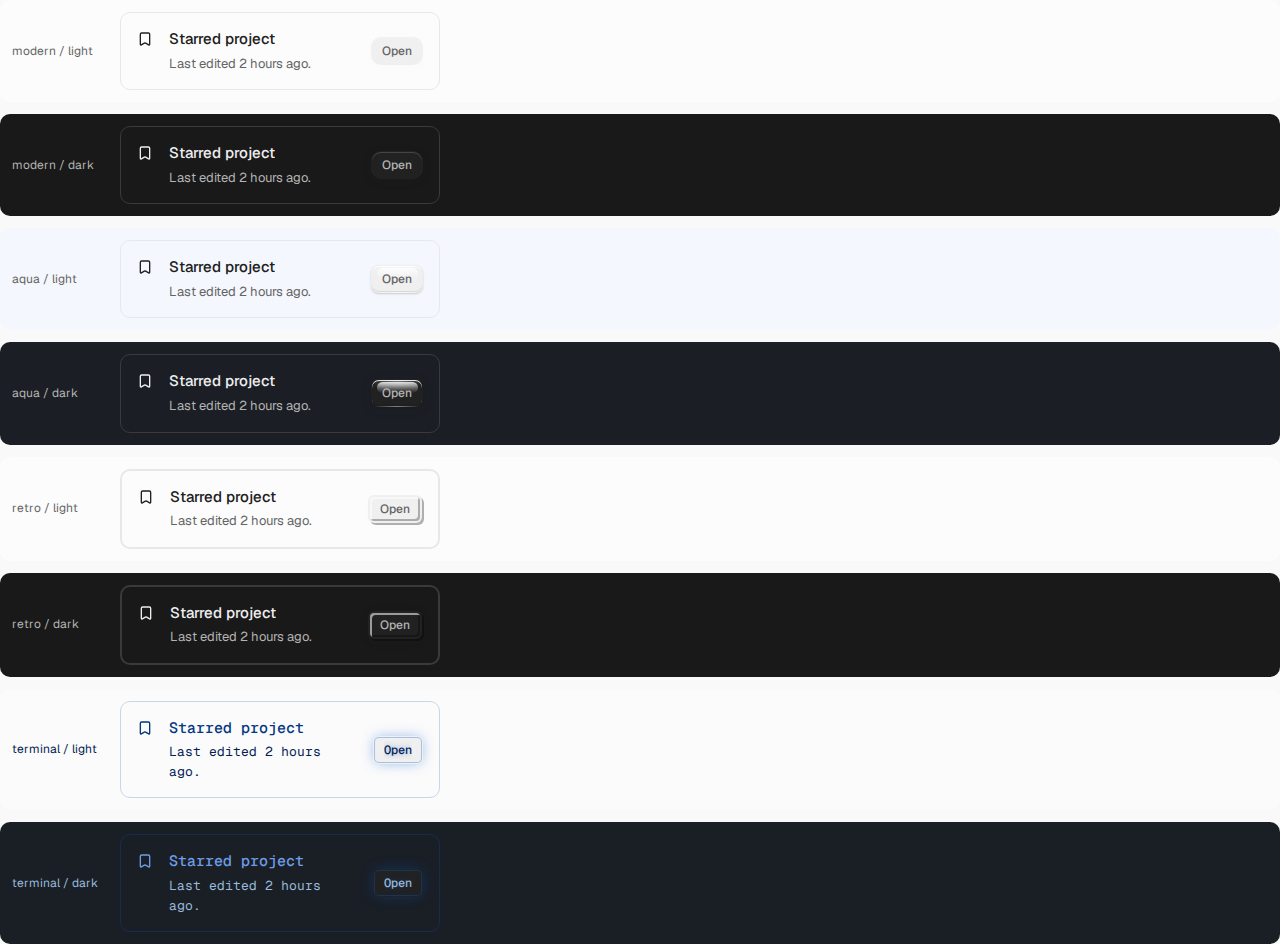 modern / light
Starred project
Last edited 2 hours ago.
Open
modern / dark
Starred project
Last edited 2 hours ago.
Open
aqua / light
Starred project
Last edited 2 hours ago.
Open
aqua / dark
Starred project
Last edited 2 hours ago.
Open
retro / light
Starred project
Last edited 2 hours ago.
Open
retro / dark
Starred project
Last edited 2 hours ago.
Open
terminal / light
Starred project
Last edited 2 hours
ago.
Open
terminal / dark
Starred project
Last edited 2 hours
ago.
Open